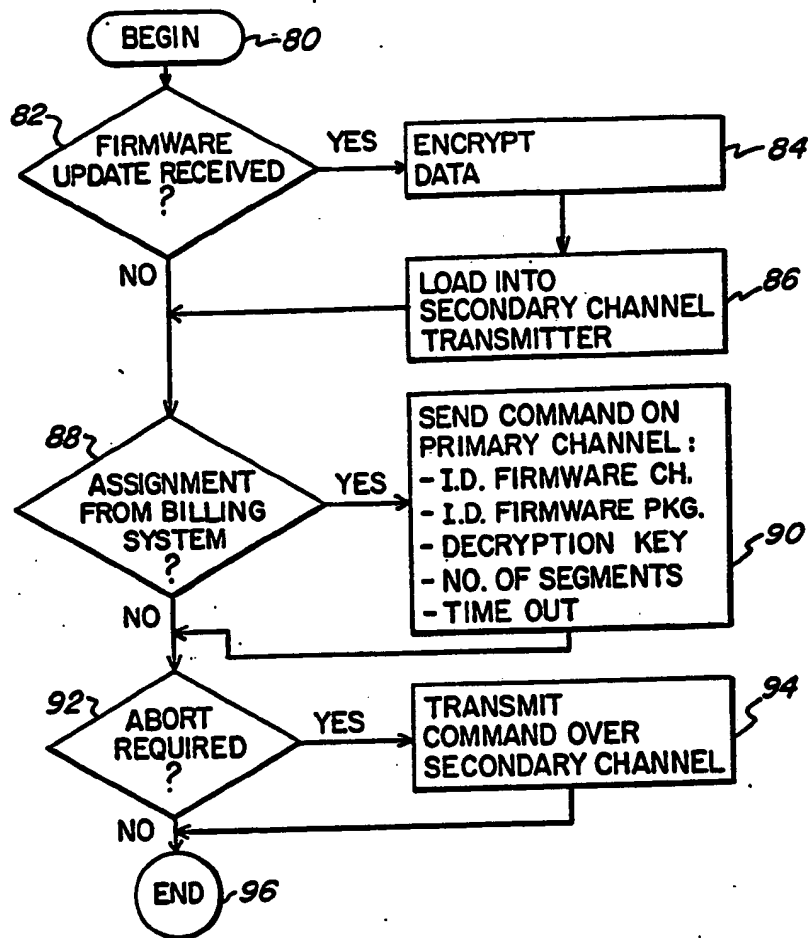 BEGIN
80
82
FIRMWARE
UPDATE RECEIVED
?
YES
ENCRYPT
DATA
84
NO
LOAD INTO
SECONDARY CHANNEL
TRANSMITTER
86
88
ASSIGNMENT
FROM BILLING
SYSTEM
?
YES
SEND COMMAND ON
PRIMARY CHANNEL :
- I.D. FIRMWARE CH.
- I.D. FIRMWARE PKG.
- DECRYPTION KEY
- NO. OF SEGMENTS
- TIME OUT
90
NO
92
ABORT
REQUIRED
?
YES
TRANSMIT
COMMAND OVER
SECONDARY CHANNEL
94
NO
END
96